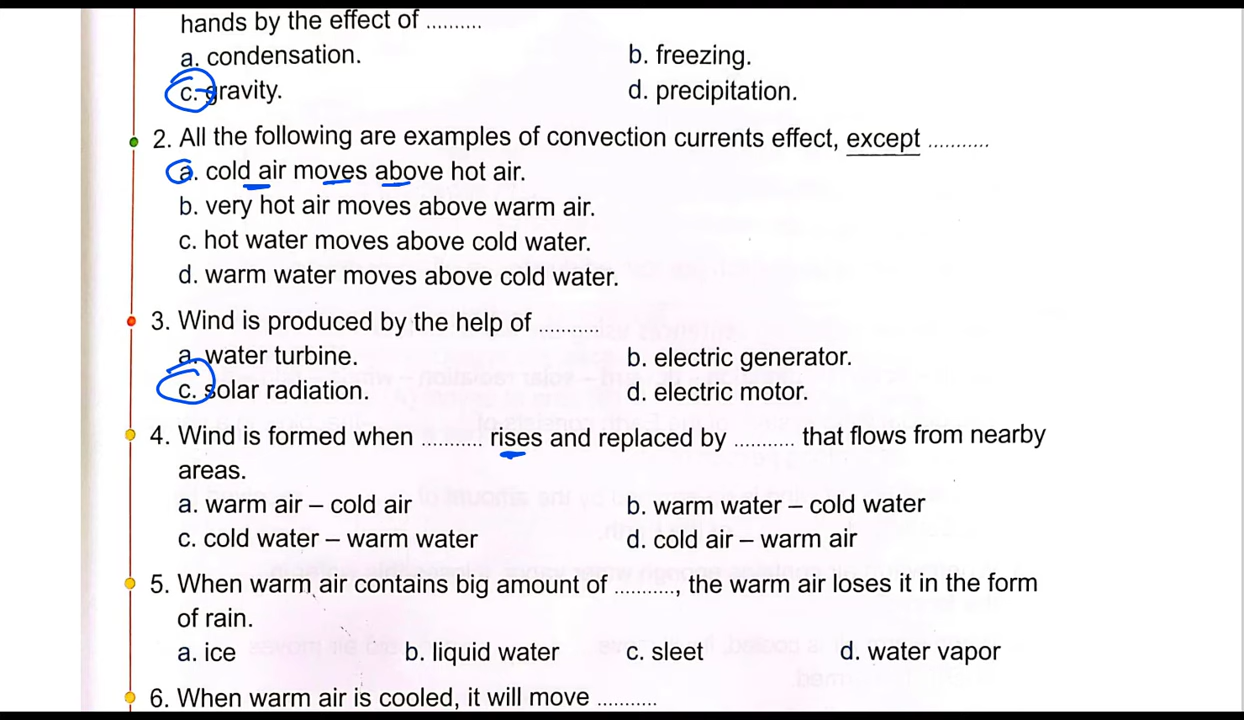 hands by the effect of ..........
a. condensation. b. freezing.
c. gravity. d. precipitation.
2. All the following are examples of convection currents effect, except ...........
a. cold air moves above hot air.
b. very hot air moves above warm air.
c. hot water moves above cold water.
d. warm water moves above cold water.
3. Wind is produced by the help of ...........
a. water turbine. b. electric generator.
c. solar radiation. d. electric motor.
4. Wind is formed when ........... rises and replaced by ........... that flows from nearby
areas.
a. warm air – cold air b. warm water – cold water
c. cold water – warm water d. cold air – warm air
5. When warm air contains big amount of ..........., the warm air loses it in the form
of rain.
a. ice b. liquid water c. sleet d. water vapor
6. When warm air is cooled, it will move ...........